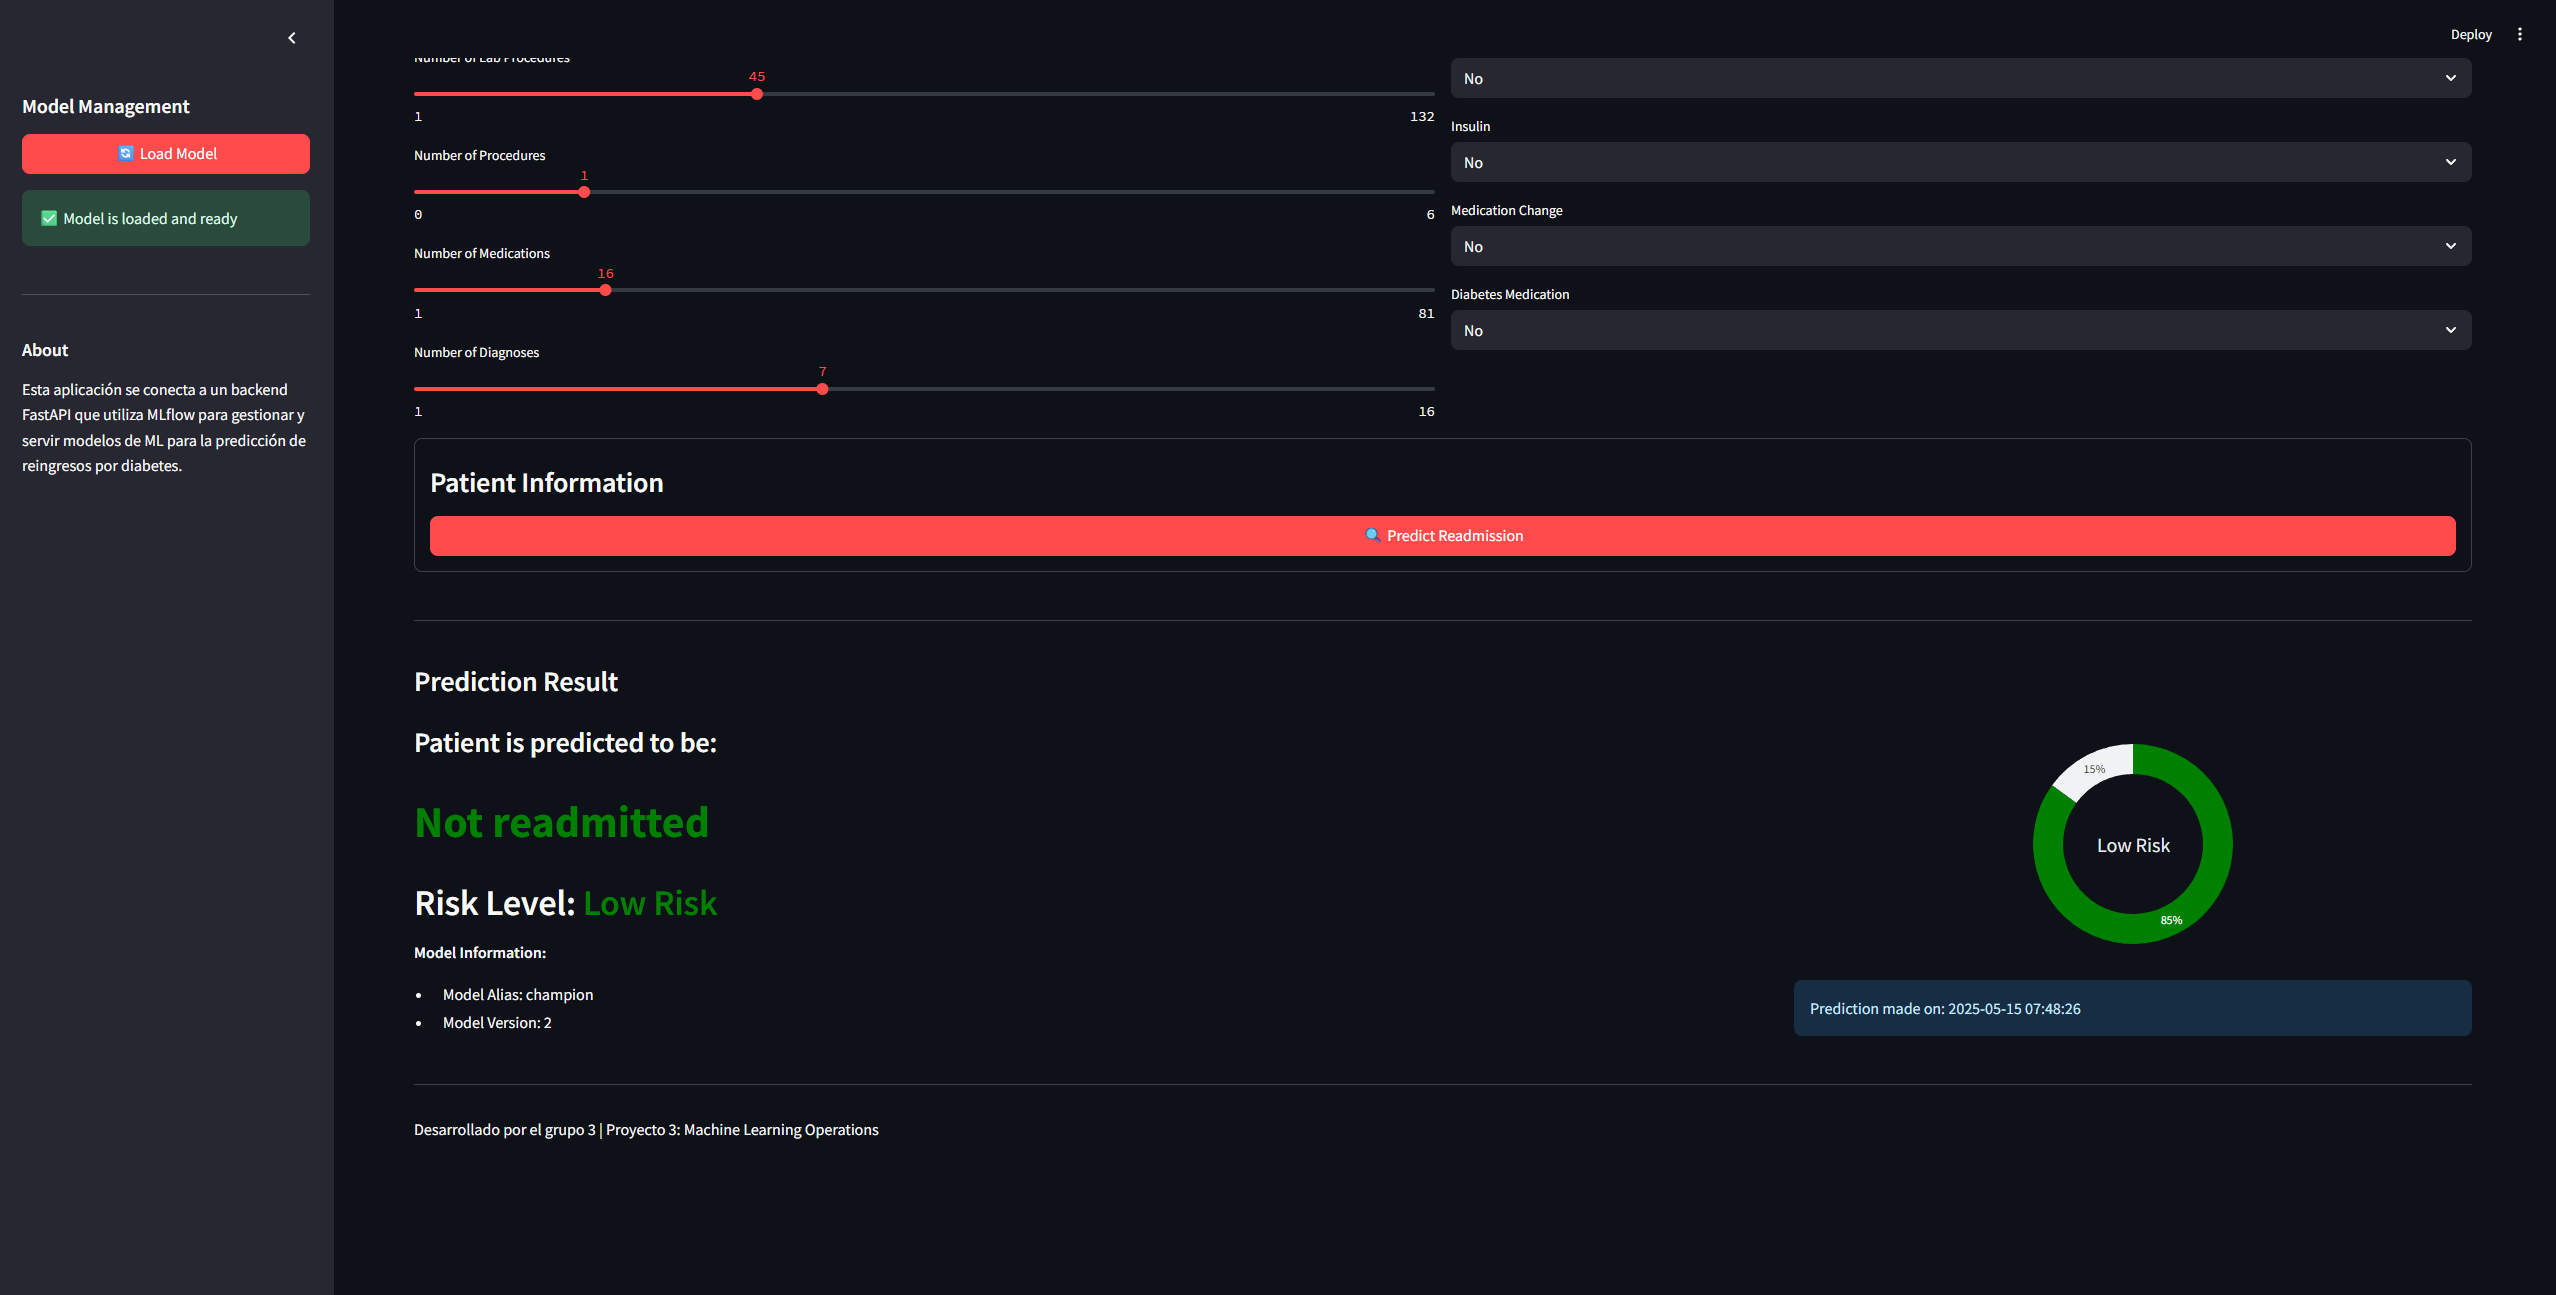 Deploy
Model Management
Load Model
Model is loaded and ready
About
Esta aplicación se conecta a un backend
FastAPI que utiliza MLflow para gestionar y
servir modelos de ML para la predicción de
reingresos por diabetes.
Number of Lab Procedures
45
1 132
Number of Procedures
1
0 6
Number of Medications
16
1 81
Number of Diagnoses
7
1 16
No
Insulin
No
Medication Change
No
Diabetes Medication
No
Patient Information
Predict Readmission
Prediction Result
Patient is predicted to be:
Not readmitted
Risk Level: Low Risk
Model Information:
Model Alias: champion
Model Version: 2
15%
Low Risk
85%
Prediction made on: 2025-05-15 07:48:26
Desarrollado por el grupo 3 | Proyecto 3: Machine Learning Operations